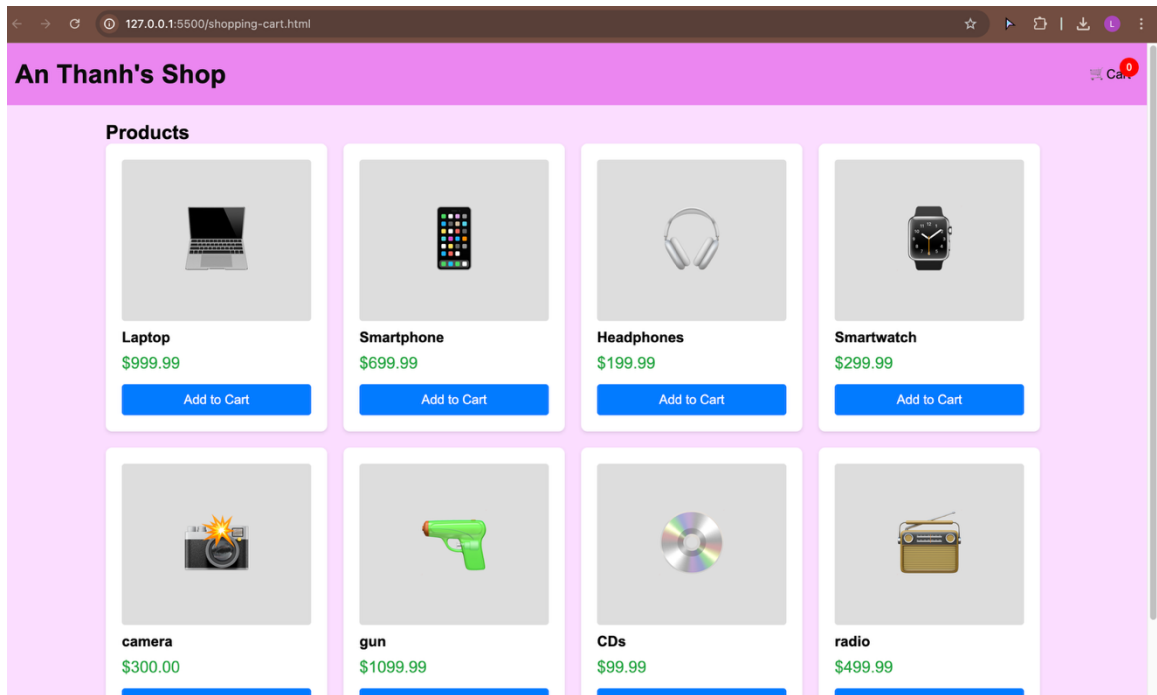 127.0.0.1:5500/shopping-cart.html
L
An Thanh's Shop
Cart
0
Products
Laptop
$999.99
Add to Cart
Smartphone
$699.99
Add to Cart
Headphones
$199.99
Add to Cart
Smartwatch
$299.99
Add to Cart
camera
$300.00
gun
$1099.99
CDs
$99.99
radio
$499.99